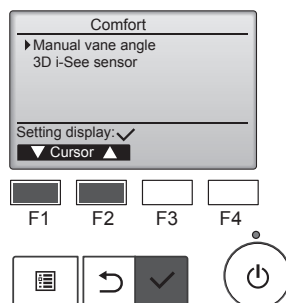 Comfort
Manual vane angle
3D i-See sensor
Setting display:
Cursor
F1 F2 F3 F4